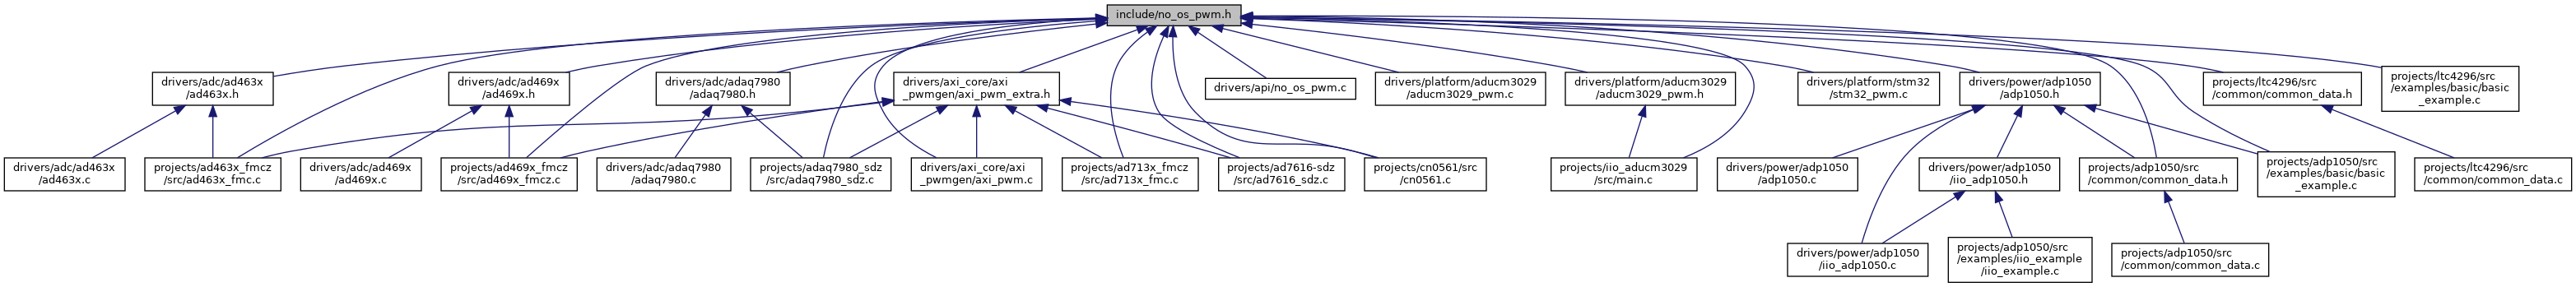 include/no_os_pwm.h
drivers/adc/ad463x
/ad463x.h
drivers/adc/ad469x
/ad469x.h
drivers/adc/adaq7980
/adaq7980.h
drivers/axi_core/axi
_pwmgen/axi_pwm_extra.h
drivers/api/no_os_pwm.c
drivers/platform/aducm3029
/aducm3029_pwm.c
drivers/platform/aducm3029
/aducm3029_pwm.h
drivers/platform/stm32
/stm32_pwm.c
drivers/power/adp1050
/adp1050.h
projects/ltc4296/src
/common/common_data.h
projects/ltc4296/src
/examples/basic/basic
_example.c
drivers/adc/ad463x
/ad463x.c
projects/ad463x_fmcz
/src/ad463x_fmc.c
drivers/adc/ad469x
/ad469x.c
projects/ad469x_fmcz
/src/ad469x_fmcz.c
drivers/adc/adaq7980
/adaq7980.c
projects/adaq7980_sdz
/src/adaq7980_sdz.c
drivers/axi_core/axi
_pwmgen/axi_pwm.c
projects/ad713x_fmcz
/src/ad713x_fmc.c
projects/ad7616-sdz
/src/ad7616_sdz.c
projects/cn0561/src
/cn0561.c
projects/iio_aducm3029
/src/main.c
drivers/power/adp1050
/adp1050.c
drivers/power/adp1050
/iio_adp1050.h
projects/adp1050/src
/common/common_data.h
projects/adp1050/src
/examples/basic/basic
_example.c
projects/ltc4296/src
/common/common_data.c
drivers/power/adp1050
/iio_adp1050.c
projects/adp1050/src
/examples/iio_example
/iio_example.c
projects/adp1050/src
/common/common_data.c